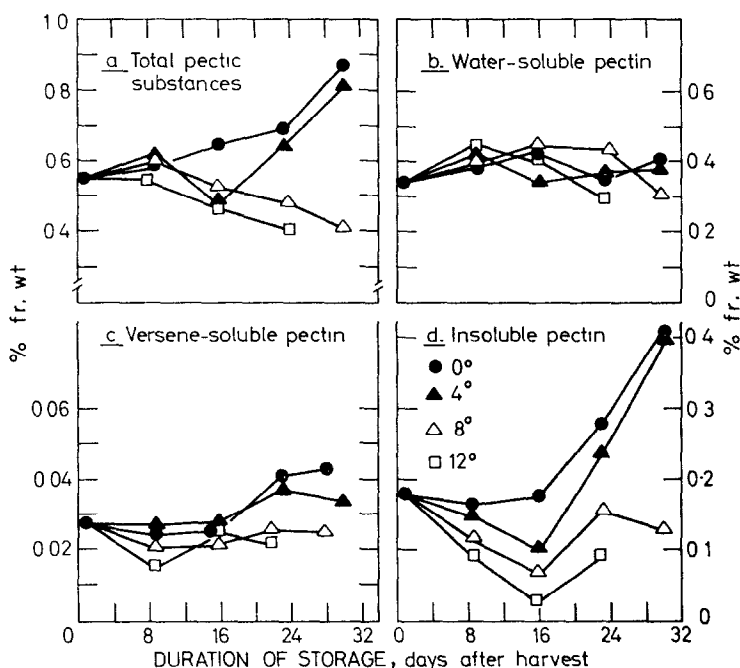 1 0
0 8
0 6
0 4
a Total pectic
substances
b. Water-soluble pectin
0 6
0 4
0 2
0
% fr. wt
% fr. wt
c Versene-soluble pectin
0 06
0 04
0 02
d. Insoluble pectin
0°
4°
8°
12°
0 4
0 3
0 2
0 1
0
0 8 16 24 32 0 8 16 24 32
DURATION OF STORAGE, days after harvest